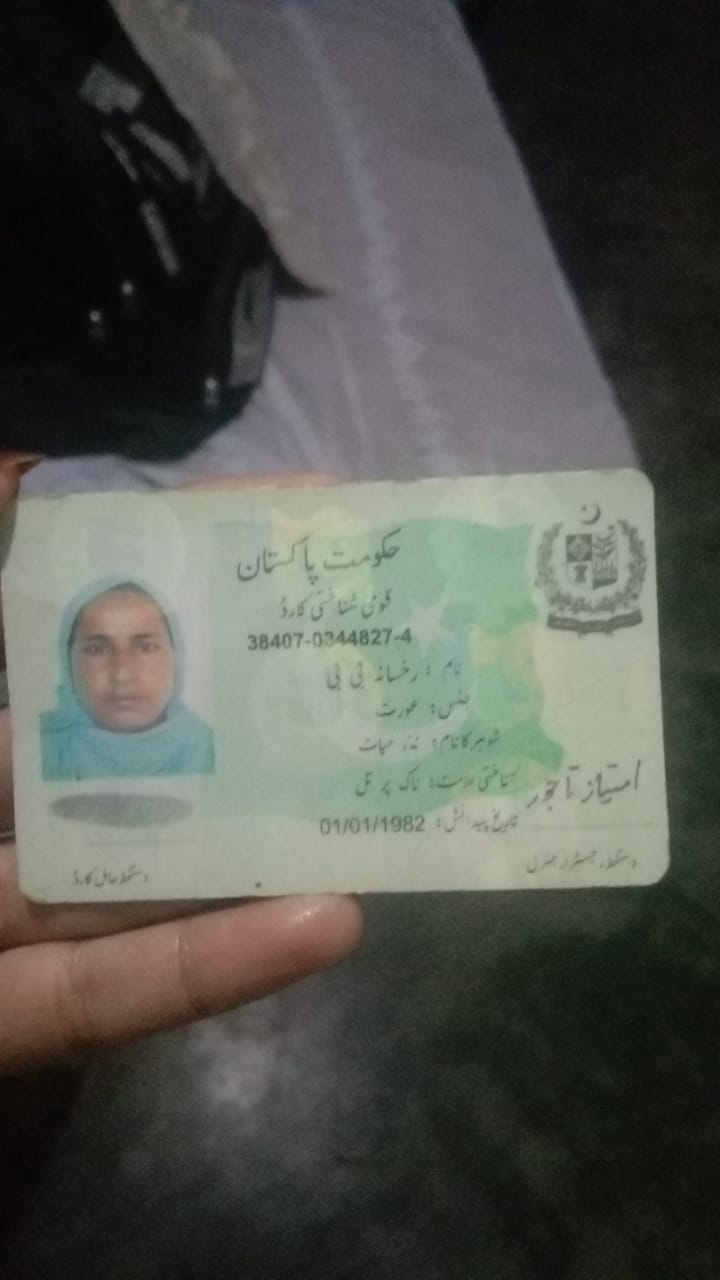 حکومت پاکستان
قومی شناختی کارڈ
38407-0344827-4
نام : رخسانہ بی بی
جنس: عورت
شوہر کا نام: نذر حیات
شناختی علامت: ناک پر تل
تاریخ پیدائش: 01/01/1982
امتیاز تاجور
دستخط رجسٹرار جنرل
دستخط حامل کارڈ